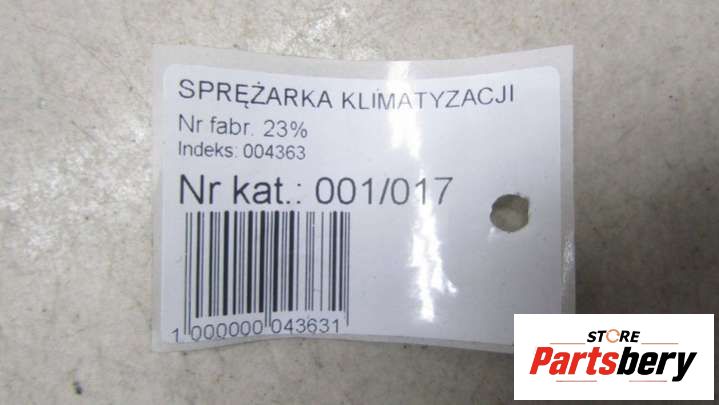 SPRĘŻARKA KLIMATYZACJI
Nr fabr. 23%
Indeks: 004363
Nr kat.: 001/017
1 000000 043631
STORE
Partsbery